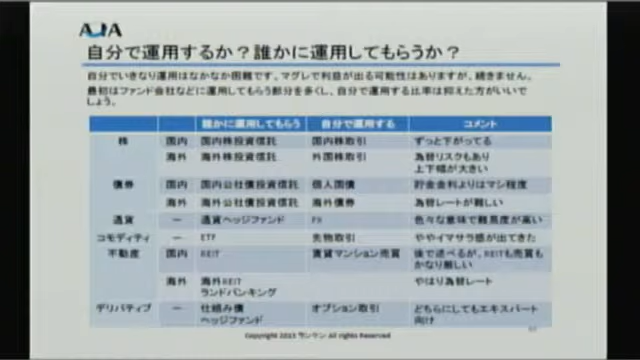 AJA
自分で運用するか？誰かに運用してもらうか？
自分でいきなり運用はなかなか困難です。マグレで利益が出る可能性はありますが、続きません。
最初はファンド会社などに運用してもらう部分を多くし、自分で運用する比率は抑えた方がいいで
しょう。
誰かに運用してもらう 自分で運用する コメント
株 国内 国内株投資信託 国内株取引 ずっと下がってる
海外 海外株投資信託 外国株取引 為替リスクもあり
上下幅が大きい
債券 国内 国内公社債投資信託 個人国債 貯金金利よりはマシ程度
海外 海外公社債投資信託 海外債券 為替レートが難しい
通貨 － 通貨ヘッジファンド FX 色々な意味で難易度が高い
コモディティ － ETF 先物取引 ややイマサラ感が出てきた
不動産 国内 REIT 賃貸マンション売買 後で述べるが、REITも売買も
かなり厳しい
海外 海外REIT やはり為替レート
ランドバンキング
デリバティブ － 仕組み債 オプション取引 どちらにしてもエキスパート
ヘッジファンド 向け
Copyright 2013 All rights Reserved